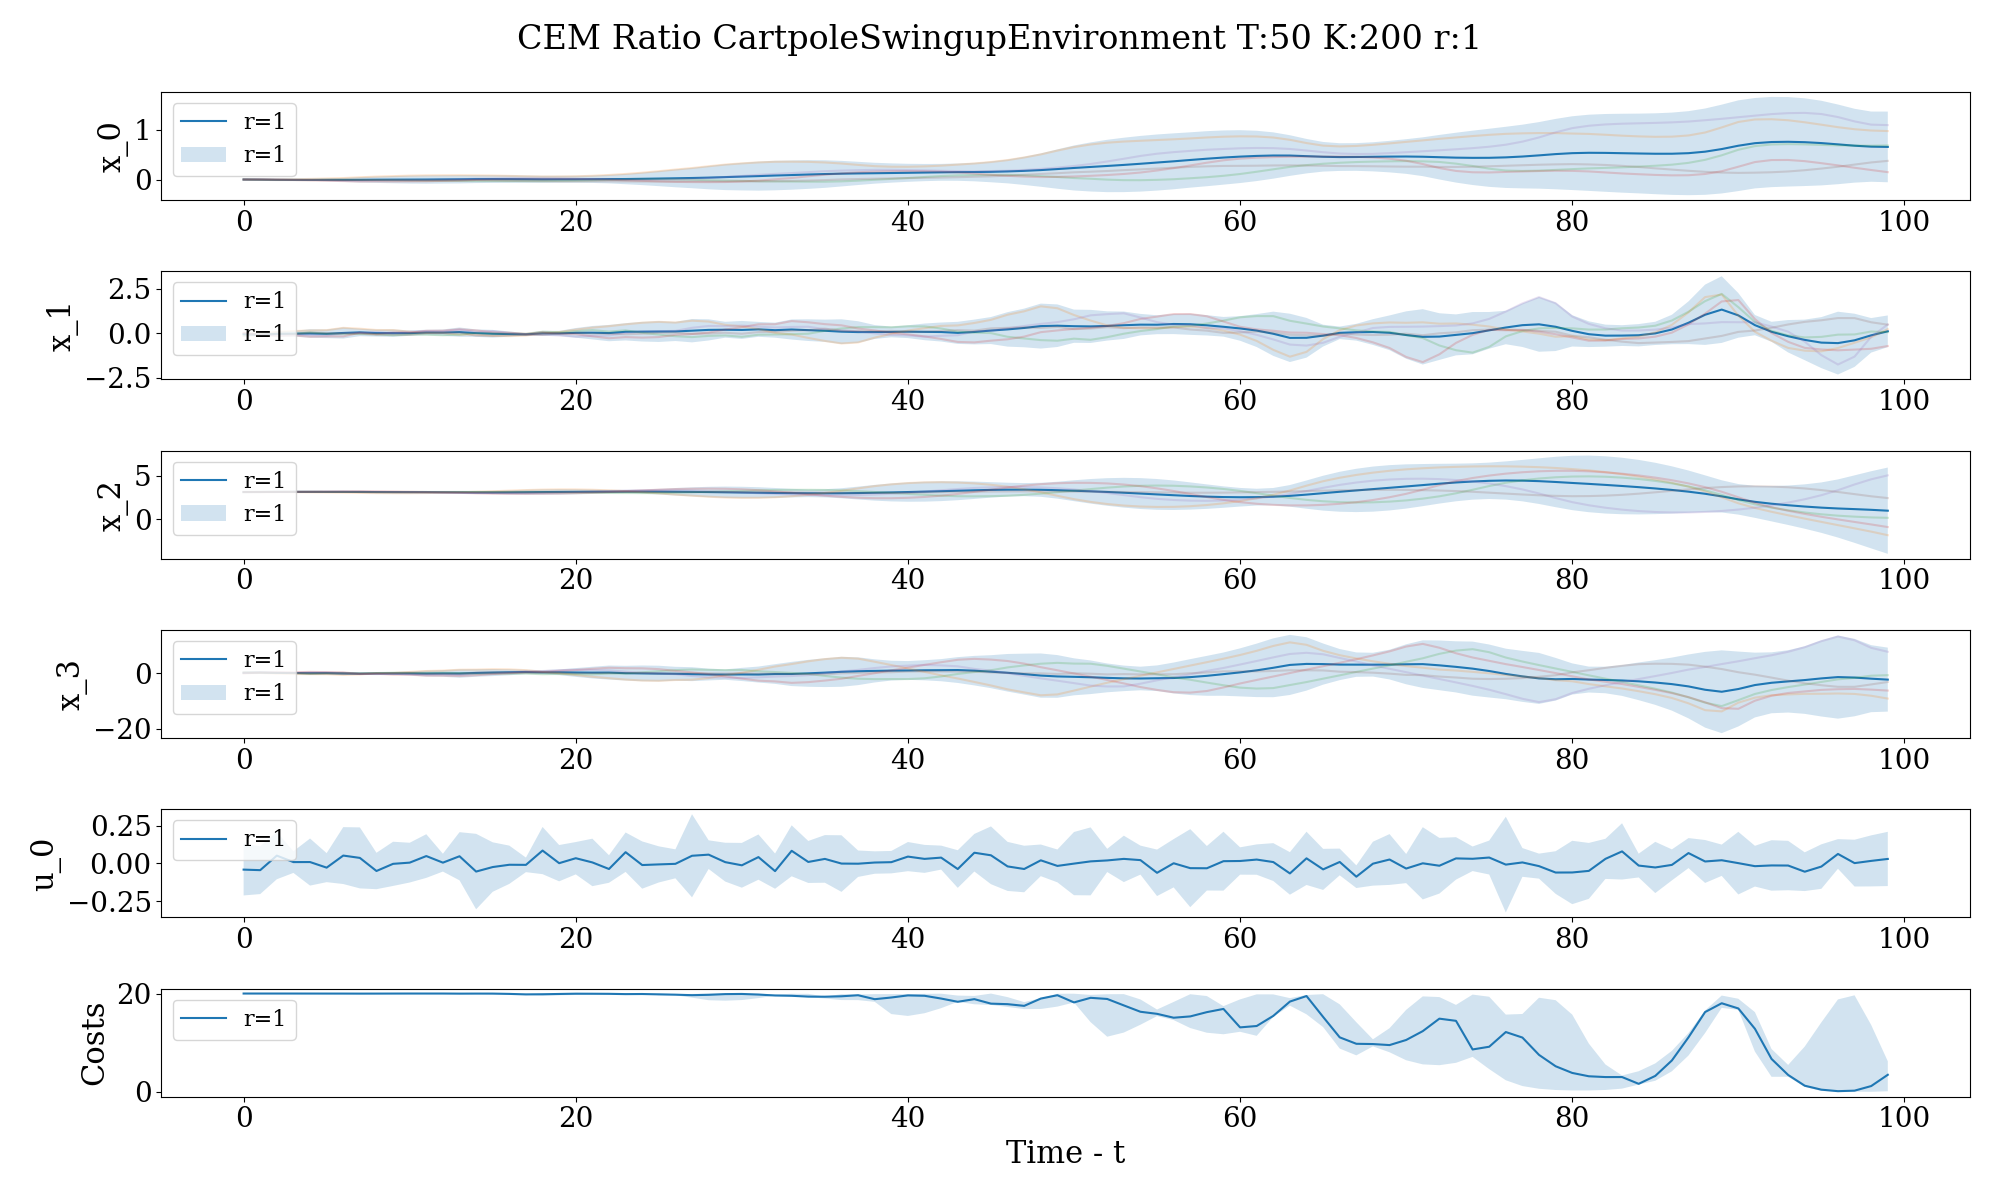 CEM Ratio CartpoleSwingupEnvironment T:50 K:200 r:1
x_0
1
0
r=1
r=1
0 20 40 60 80 100
x_1
2.5
0.0
−2.5
r=1
r=1
0 20 40 60 80 100
x_2
5
0
r=1
r=1
0 20 40 60 80 100
x_3
0
−20
r=1
r=1
0 20 40 60 80 100
u_0
0.25
0.00
−0.25
r=1
0 20 40 60 80 100
Costs
20
0
r=1
0 20 40 60 80 100
Time - t